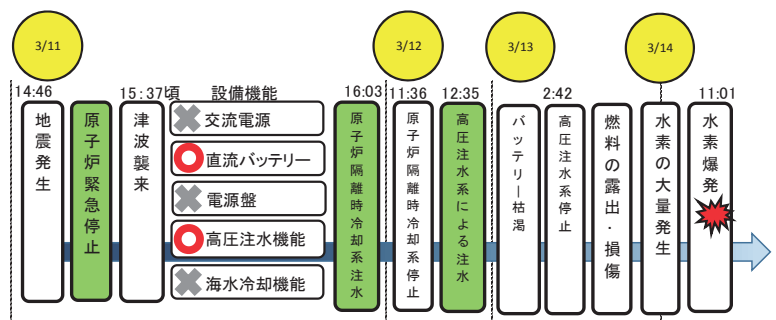 3/11
3/12
3/13
3/14
14:46
15:37頃
設備機能
16:03
11:36
12:35
2:42
11:01
地震発生
原子炉緊急停止
津波襲来
交流電源
直流バッテリー
電源盤
高圧注水機能
海水冷却機能
原子炉隔離時冷却系注水
原子炉隔離時冷却系停止
高圧注水系による注水
バッテリー枯渇
高圧注水系停止
燃料の露出・損傷
水素の大量発生
水素爆発